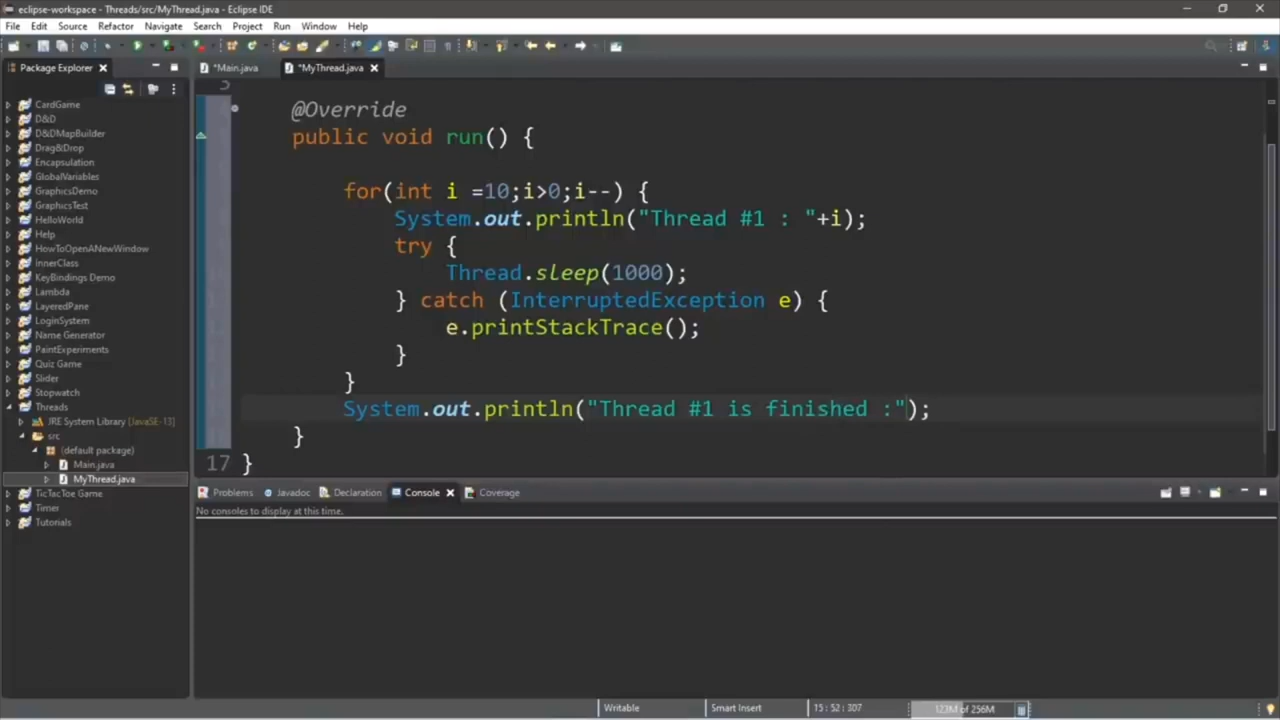 eclipse-workspace - Threads/src/MyThread.java - Eclipse IDE
File Edit Source Refactor Navigate Search Project Run Window Help
Package Explorer
*Main.java *MyThread.java
CardGame
D&D
D&DMapBuilder
Drag&Drop
Encapsulation
GlobalVariables
GraphicsDemo
GraphicsTest
HelloWorld
Help
HowToOpenANewWindow
InnerClass
KeyBindings Demo
Lambda
LayeredPane
LoginSystem
Name Generator
PaintExperiments
Quiz Game
Slider
Stopwatch
Threads
JRE System Library [JavaSE-13]
src
(default package)
Main.java
MyThread.java
TicTacToe Game
Timer
Tutorials
@Override
public void run() {
for(int i =10;i>0;i--) {
System.out.println("Thread #1 : "+i);
try {
Thread.sleep(1000);
} catch (InterruptedException e) {
e.printStackTrace();
}
}
System.out.println("Thread #1 is finished :");
}
17 }
Problems Javadoc Declaration Console Coverage
No consoles to display at this time.
Writable Smart Insert 15 : 52 : 307 123M of 256M